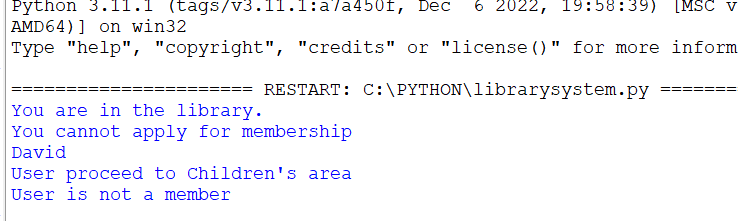 Python 3.11.1 (tags/v3.11.1:a7a450f, Dec  6 2022, 19:58:39) [MSC v
AMD64)] on win32
Type "help", "copyright", "credits" or "license()" for more inform
====================== RESTART: C:\PYTHON\librarysystem.py =======
You are in the library.
You cannot apply for membership
David
User proceed to Children's area
User is not a member